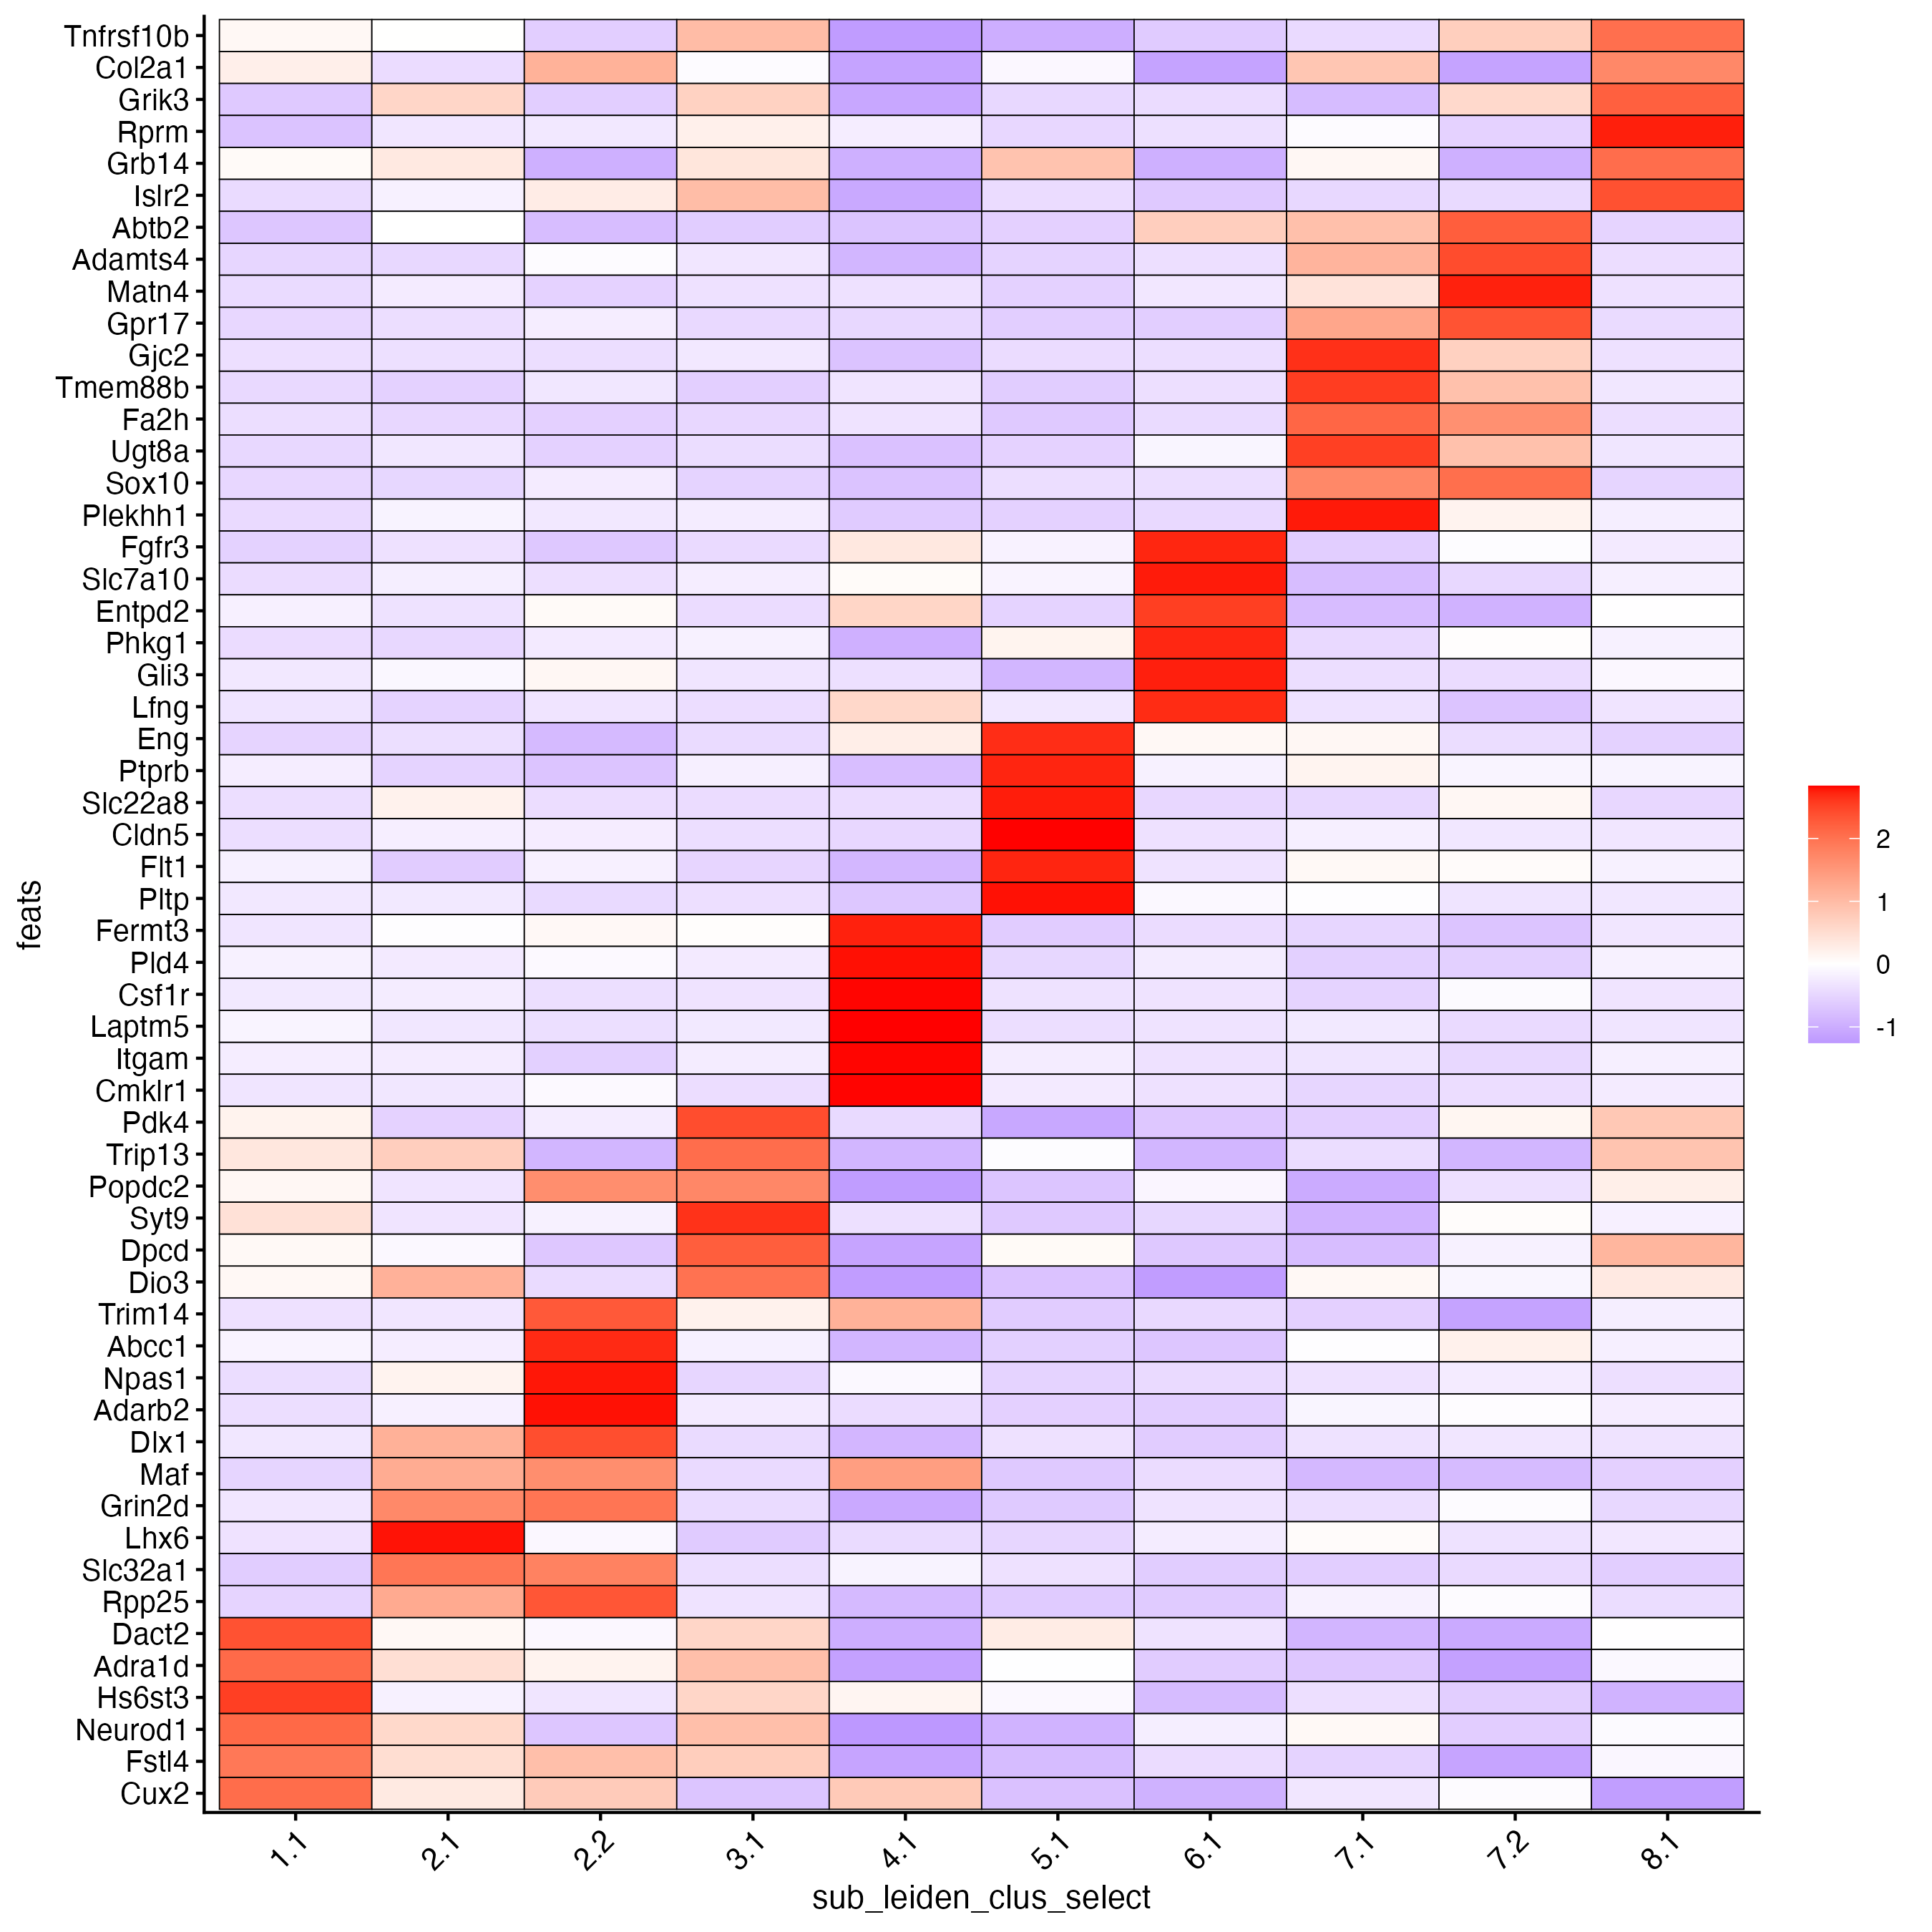 Tnfrsf10b
Col2a1
Grik3
Rprm
Grb14
Islr2
Abtb2
Adamts4
Matn4
Gpr17
Gjc2
Tmem88b
Fa2h
Ugt8a
Sox10
Plekhh1
Fgfr3
Slc7a10
Entpd2
Phkg1
Gli3
Lfng
Eng
Ptprb
Slc22a8
Cldn5
Flt1
Pltp
Fermt3
Pld4
Csf1r
Laptm5
Itgam
Cmklr1
Pdk4
Trip13
Popdc2
Syt9
Dpcd
Dio3
Trim14
Abcc1
Npas1
Adarb2
Dlx1
Maf
Grin2d
Lhx6
Slc32a1
Rpp25
Dact2
Adra1d
Hs6st3
Neurod1
Fstl4
Cux2
feats
1.1 2.1 2.2 3.1 4.1 5.1 6.1 7.1 7.2 8.1
sub_leiden_clus_select
2
1
0
-1